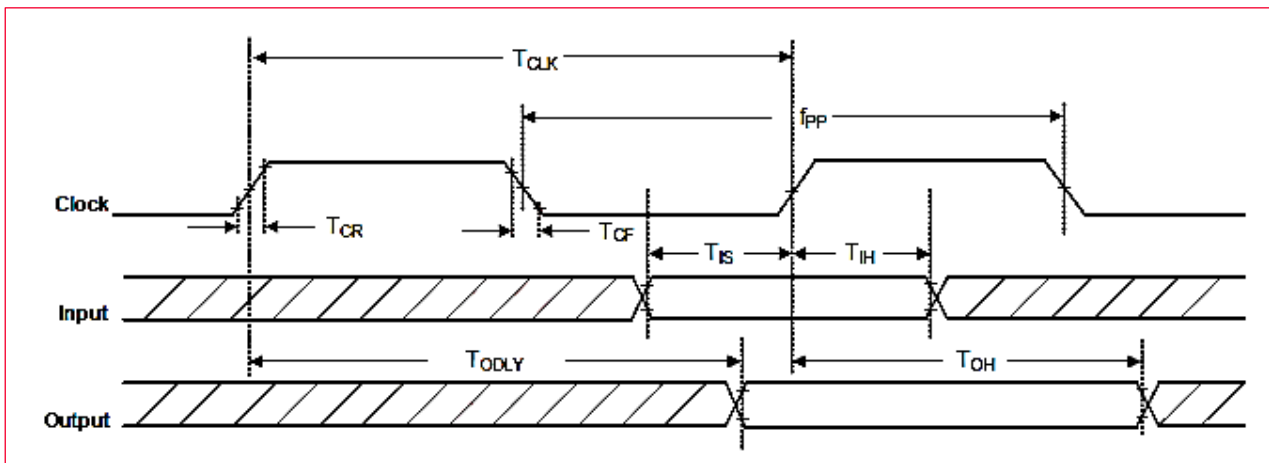 TCLK
fPP
Clock
TCR
TCF
TIS
TIH
Input
TODLY
TOH
Output